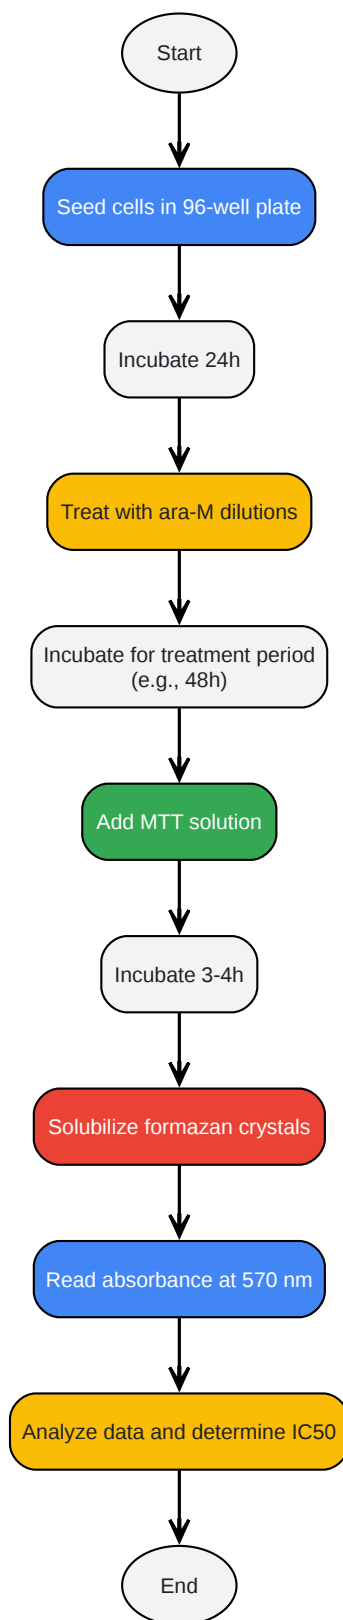 Start
Seed cells in 96-well plate
Incubate 24h
Treat with ara-M dilutions
Incubate for treatment period
(e.g., 48h)
Add MTT solution
Incubate 3-4h
Solubilize formazan crystals
Read absorbance at 570 nm
Analyze data and determine IC50
End